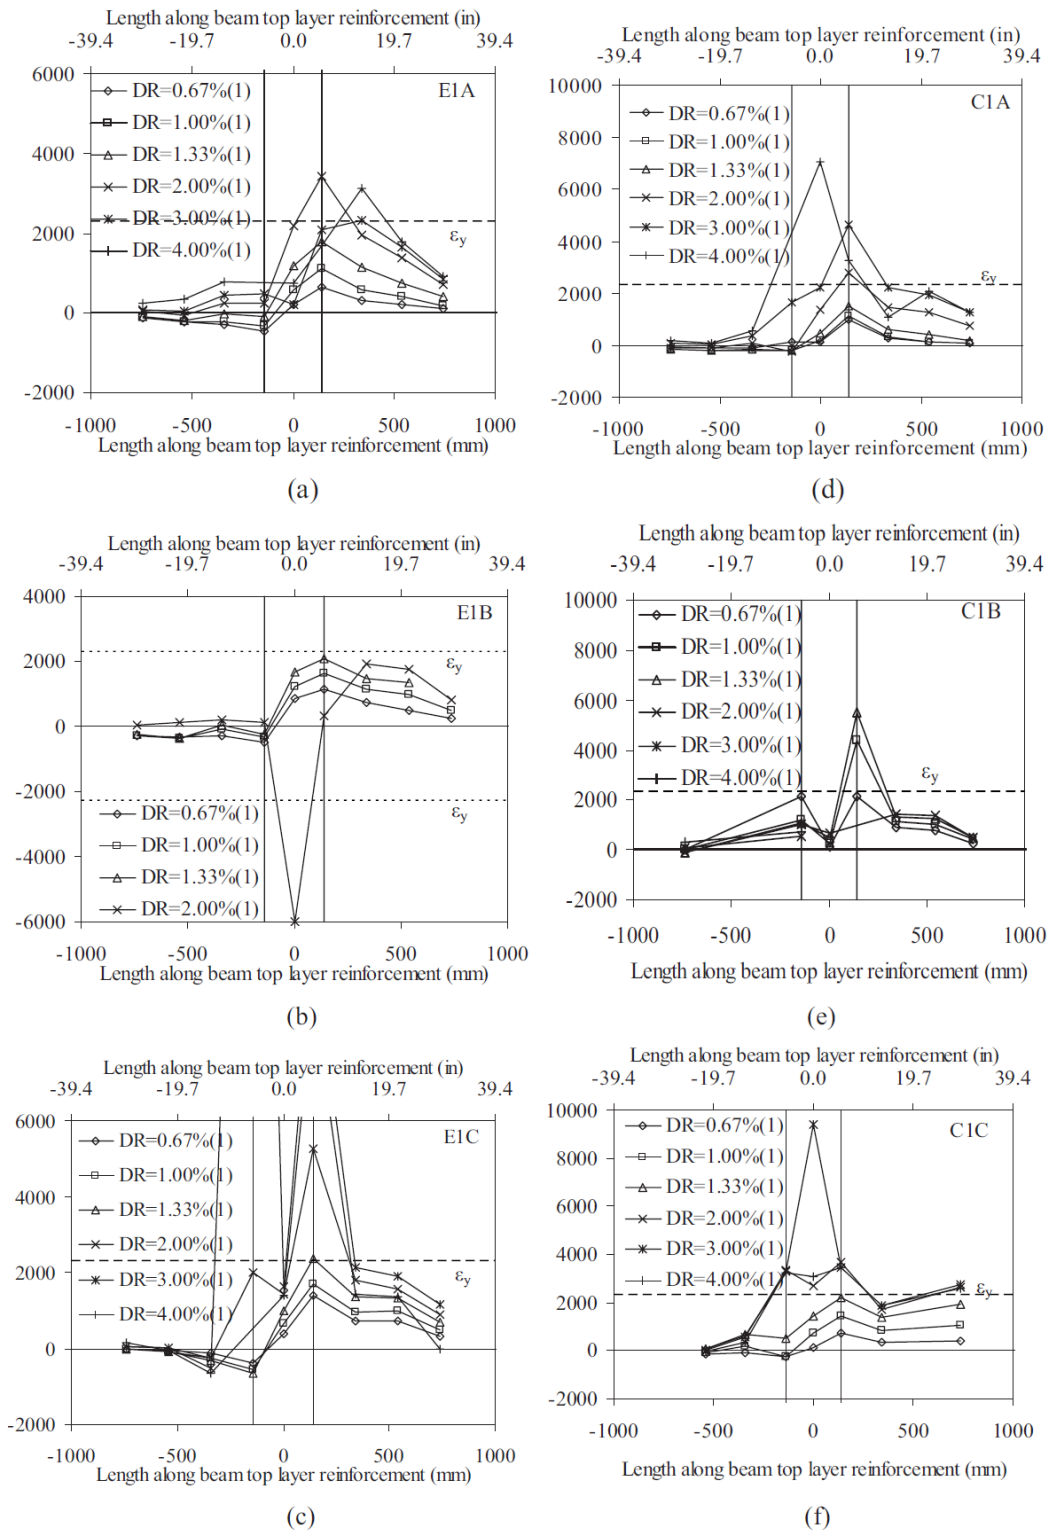 Length along beam top layer reinforcement (in)
-39.4 -19.7 0.0 19.7 39.4
6000
4000
2000
0
-2000
E1A
DR=0.67%(1)
DR=1.00%(1)
DR=1.33%(1)
DR=2.00%(1)
DR=3.00%(1)
DR=4.00%(1)
εy
-1000 -500 0 500 1000
Length along beam top layer reinforcement (mm)
(a)
Length along beam top layer reinforcement (in)
-39.4 -19.7 0.0 19.7 39.4
10000
8000
6000
4000
2000
0
-2000
C1A
DR=0.67%(1)
DR=1.00%(1)
DR=1.33%(1)
DR=2.00%(1)
DR=3.00%(1)
DR=4.00%(1)
εy
-1000 -500 0 500 1000
Length along beam top layer reinforcement (mm)
(d)
Length along beam top layer reinforcement (in)
-39.4 -19.7 0.0 19.7 39.4
4000
2000
0
-2000
-4000
-6000
E1B
εy
εy
DR=0.67%(1)
DR=1.00%(1)
DR=1.33%(1)
DR=2.00%(1)
-1000 -500 0 500 1000
Length along beam top layer reinforcement (mm)
(b)
Length along beam top layer reinforcement (in)
-39.4 -19.7 0.0 19.7 39.4
10000
8000
6000
4000
2000
0
-2000
C1B
DR=0.67%(1)
DR=1.00%(1)
DR=1.33%(1)
DR=2.00%(1)
DR=3.00%(1)
DR=4.00%(1)
εy
-1000 -500 0 500 1000
Length along beam top layer reinforcement (mm)
(e)
Length along beam top layer reinforcement (in)
-39.4 -19.7 0.0 19.7 39.4
6000
4000
2000
0
-2000
E1C
DR=0.67%(1)
DR=1.00%(1)
DR=1.33%(1)
DR=2.00%(1)
DR=3.00%(1)
DR=4.00%(1)
εy
-1000 -500 0 500 1000
Length along beam top layer reinforcement (mm)
(c)
Length along beam top layer reinforcement (in)
-39.4 -19.7 0.0 19.7 39.4
10000
8000
6000
4000
2000
0
-2000
C1C
DR=0.67%(1)
DR=1.00%(1)
DR=1.33%(1)
DR=2.00%(1)
DR=3.00%(1)
DR=4.00%(1)
εy
-1000 -500 0 500 1000
Length along beam top layer reinforcement (mm)
(f)